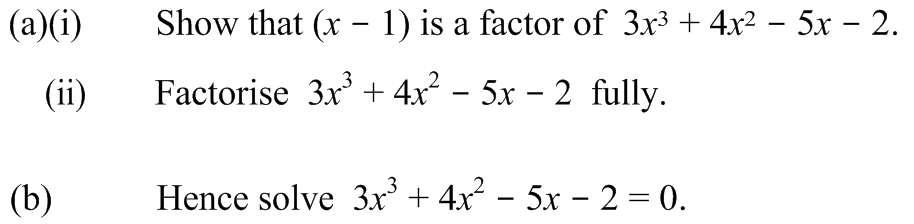 (a)(i) Show that (x − 1) is a factor of 3x³ + 4x² − 5x − 2.
(ii) Factorise 3x³ + 4x² − 5x − 2 fully.
(b) Hence solve 3x³ + 4x² − 5x − 2 = 0.